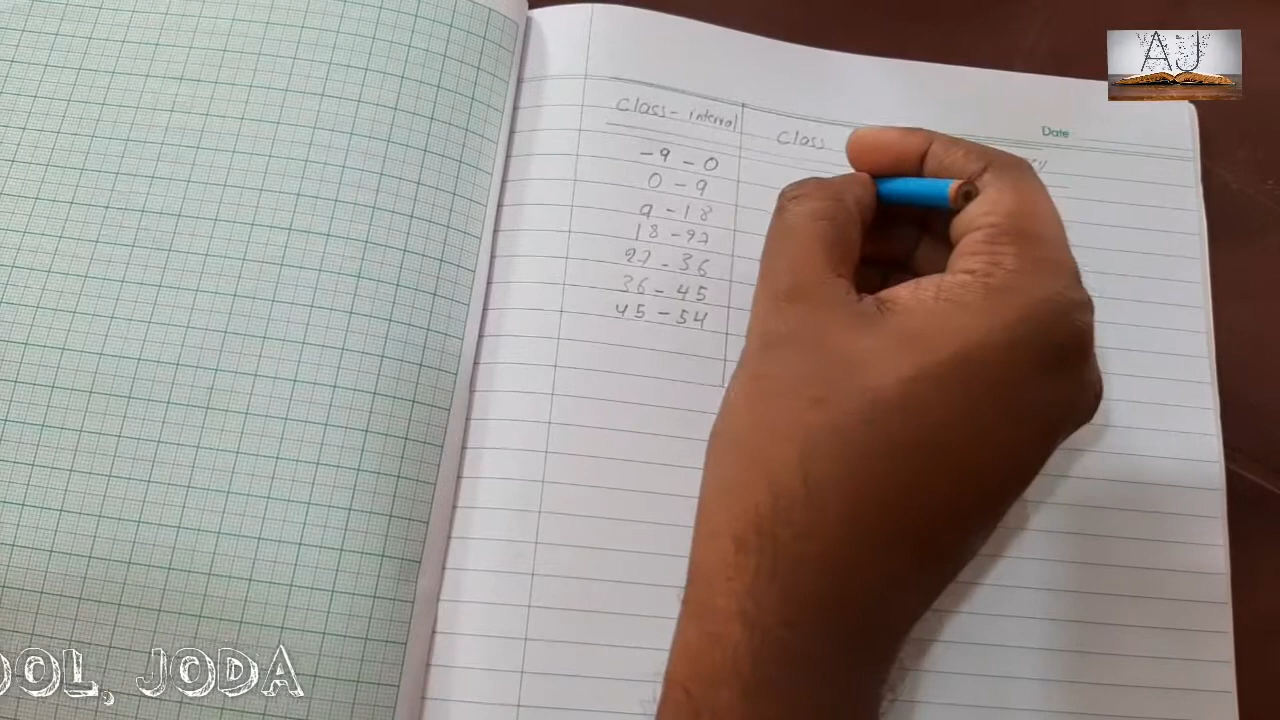 AJ
Date
Class-interval
Class
-9-0
0-9
9-18
18-27
27-36
36-45
45-54
OOL, JODA